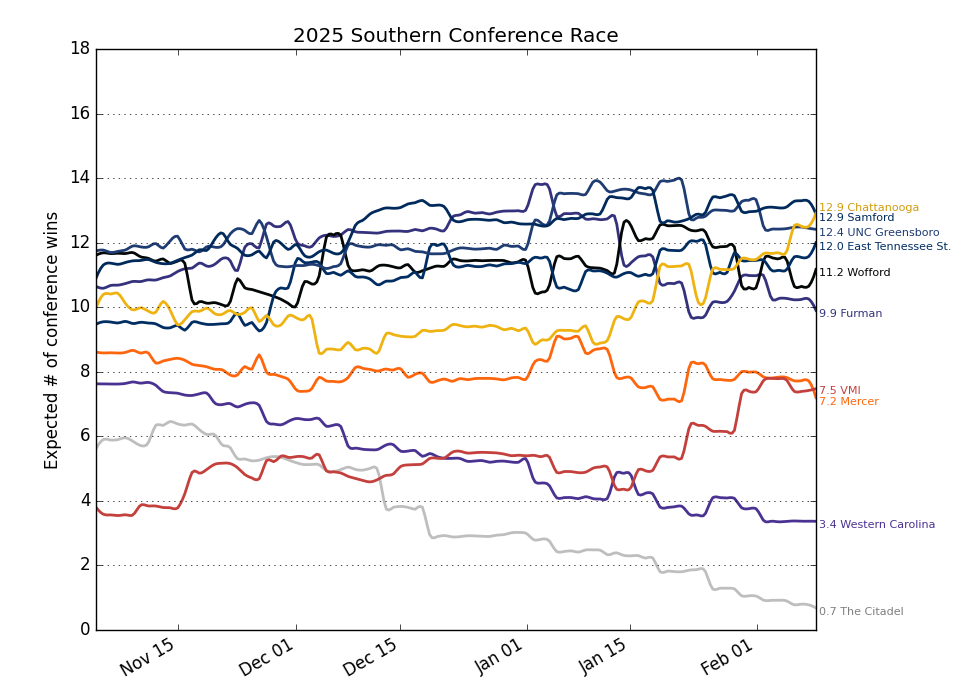 2025 Southern Conference Race
Expected # of conference wins
18
16
14
12
10
8
6
4
2
0
Nov 15
Dec 01
Dec 15
Jan 01
Jan 15
Feb 01
12.9 Chattanooga
12.9 Samford
12.4 UNC Greensboro
12.0 East Tennessee St.
11.2 Wofford
9.9 Furman
7.5 VMI
7.2 Mercer
3.4 Western Carolina
0.7 The Citadel